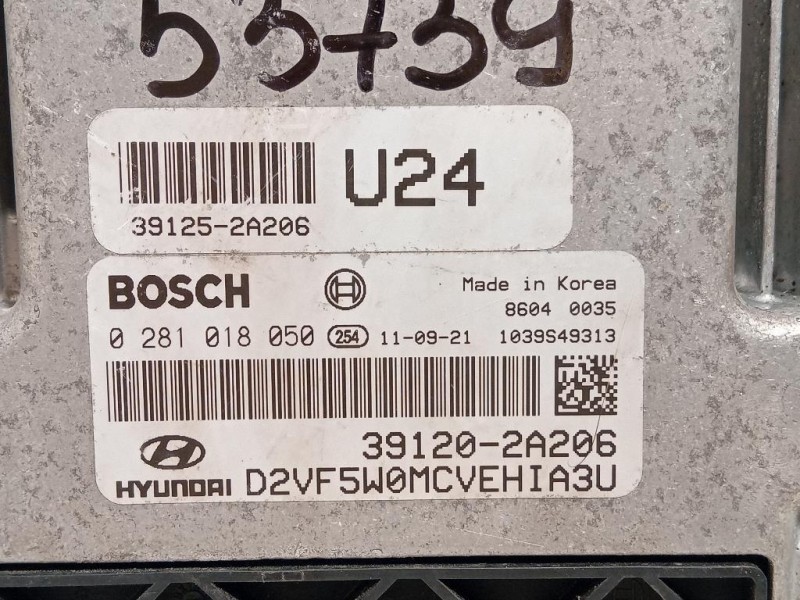 53739
U24
39125-2A206
BOSCH
Made in Korea
8604 0035
0 281 018 050 254 11-09-21 1039S49313
39120-2A206
HYUNDAI D2VF5W0MCVEHIA3U